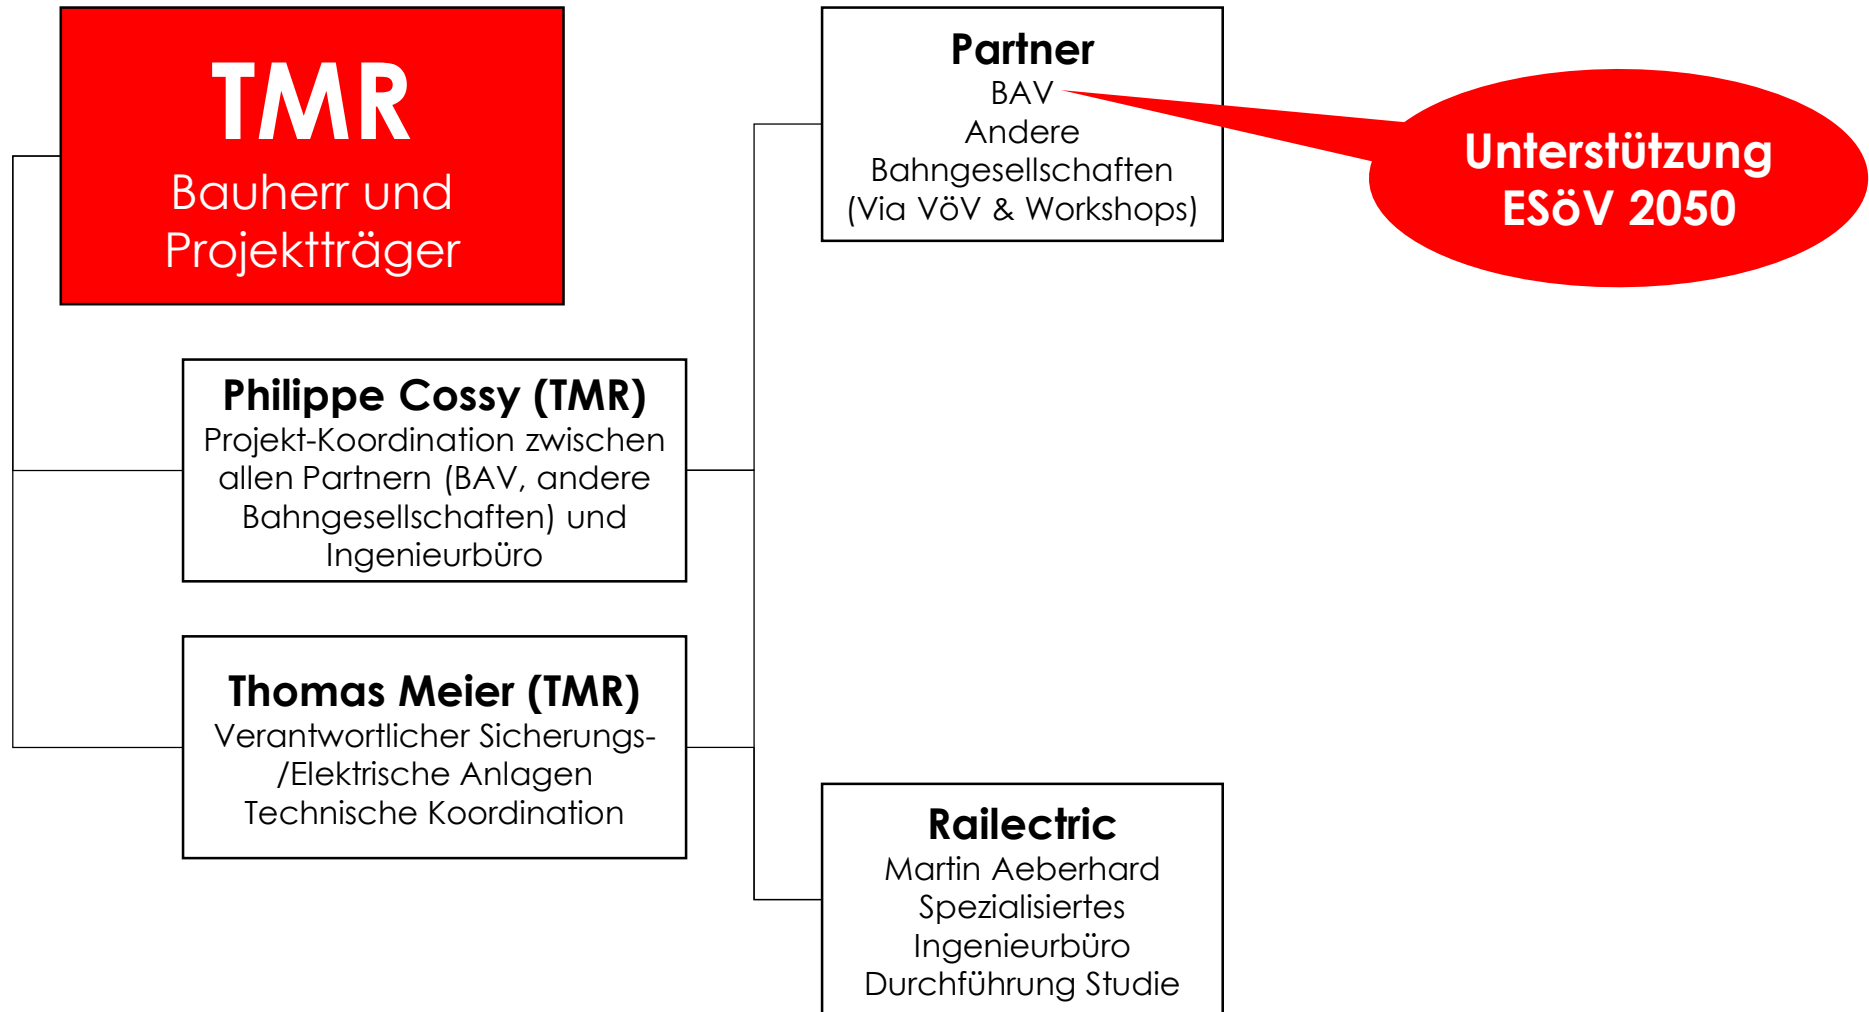 TMR
Bauherr und
Projektträger
Partner
BAV
Andere
Bahngesellschaften
(Via VöV & Workshops)
Unterstützung
ESöV 2050
Philippe Cossy (TMR)
Projekt-Koordination zwischen
allen Partnern (BAV, andere
Bahngesellschaften) und
Ingenieurbüro
Thomas Meier (TMR)
Verantwortlicher Sicherungs-
/Elektrische Anlagen
Technische Koordination
Railectric
Martin Aeberhard
Spezialisiertes
Ingenieurbüro
Durchführung Studie